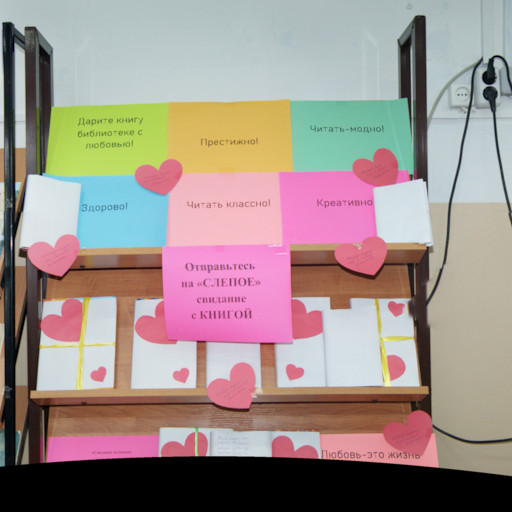 Дарите книгу
библиотеке с
любовью!
Престижно!
Читать-модно!
Здорово!
Читать классно!
Креативно
Отправьтесь
на «СЛЕПОЕ»
свидание
с КНИГОЙ
Любовь-это жизнь